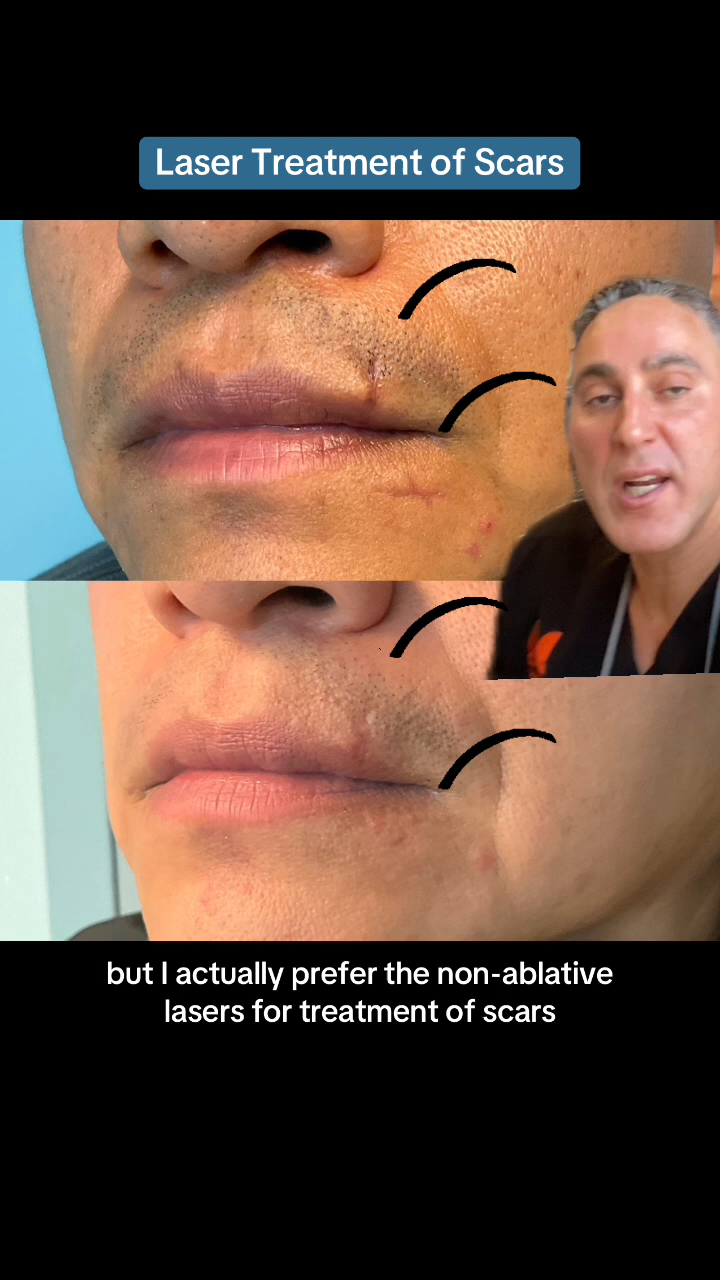 Laser Treatment of Scars
but I actually prefer the non-ablative
lasers for treatment of scars